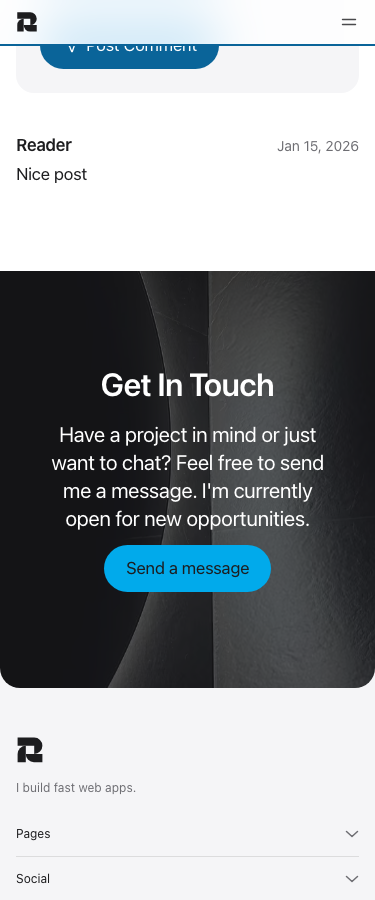 Post Comment
Reader
Jan 15, 2026
Nice post
Get In Touch
Have a project in mind or just
want to chat? Feel free to send
me a message. I'm currently
open for new opportunities.
Send a message
I build fast web apps.
Pages
Social